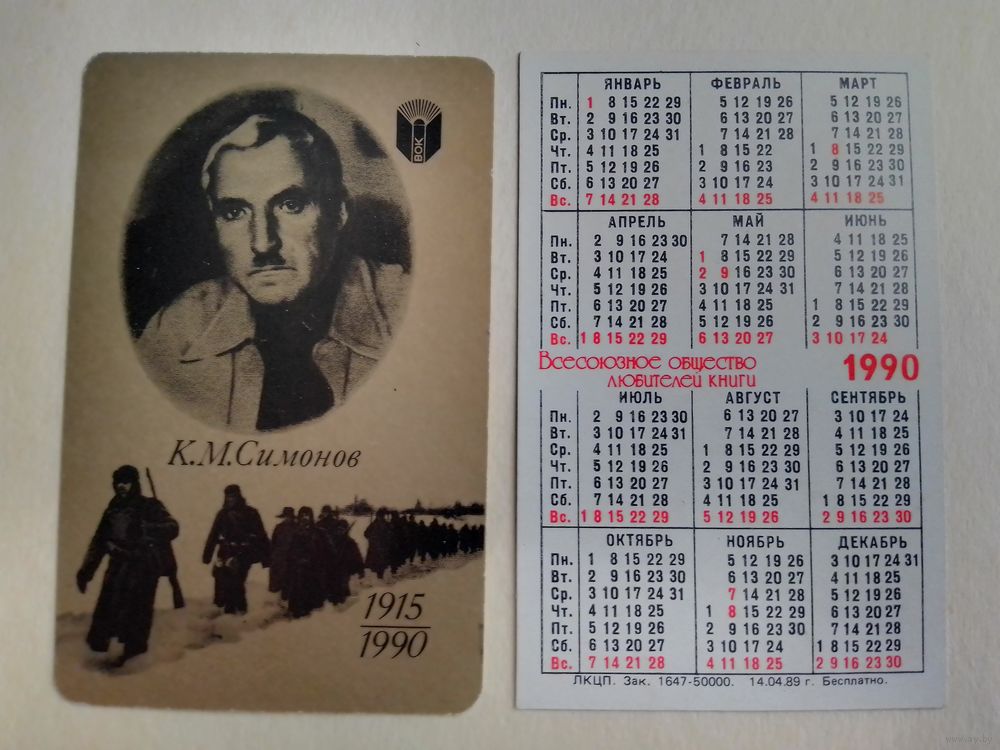 ВОК
К.М.Симонов
1915
1990
ЯНВАРЬ ФЕВРАЛЬ МАРТ
Пн. 1 8 15 22 29 5 12 19 26 5 12 19 26
Вт. 2 9 16 23 30 6 13 20 27 6 13 20 27
Ср. 3 10 17 24 31 7 14 21 28 7 14 21 28
Чт. 4 11 18 25 1 8 15 22 1 8 15 22 29
Пт. 5 12 19 26 2 9 16 23 2 9 16 23 30
Сб. 6 13 20 27 3 10 17 24 3 10 17 24 31
Вс. 7 14 21 28 4 11 18 25 4 11 18 25
АПРЕЛЬ МАЙ ИЮНЬ
Пн. 2 9 16 23 30 7 14 21 28 4 11 18 25
Вт. 3 10 17 24 1 8 15 22 29 5 12 19 26
Ср. 4 11 18 25 2 9 16 23 30 6 13 20 27
Чт. 5 12 19 26 3 10 17 24 31 7 14 21 28
Пт. 6 13 20 27 4 11 18 25 1 8 15 22 29
Сб. 7 14 21 28 5 12 19 26 2 9 16 23 30
Вс. 1 8 15 22 29 6 13 20 27 3 10 17 24
Всесоюзное общество
любителей книги
1990
ИЮЛЬ АВГУСТ СЕНТЯБРЬ
Пн. 2 9 16 23 30 6 13 20 27 3 10 17 24
Вт. 3 10 17 24 31 7 14 21 28 4 11 18 25
Ср. 4 11 18 25 1 8 15 22 29 5 12 19 26
Чт. 5 12 19 26 2 9 16 23 30 6 13 20 27
Пт. 6 13 20 27 3 10 17 24 31 7 14 21 28
Сб. 7 14 21 28 4 11 18 25 1 8 15 22 29
Вс. 1 8 15 22 29 5 12 19 26 2 9 16 23 30
ОКТЯБРЬ НОЯБРЬ ДЕКАБРЬ
Пн. 1 8 15 22 29 5 12 19 26 3 10 17 24 31
Вт. 2 9 16 23 30 6 13 20 27 4 11 18 25
Ср. 3 10 17 24 31 7 14 21 28 5 12 19 26
Чт. 4 11 18 25 1 8 15 22 29 6 13 20 27
Пт. 5 12 19 26 2 9 16 23 30 7 14 21 28
Сб. 6 13 20 27 3 10 17 24 1 8 15 22 29
Вс. 7 14 21 28 4 11 18 25 2 9 16 23 30
ЛКЦП. Зак. 1647-50000. 14.04.89 г. Бесплатно.
www.ay.by